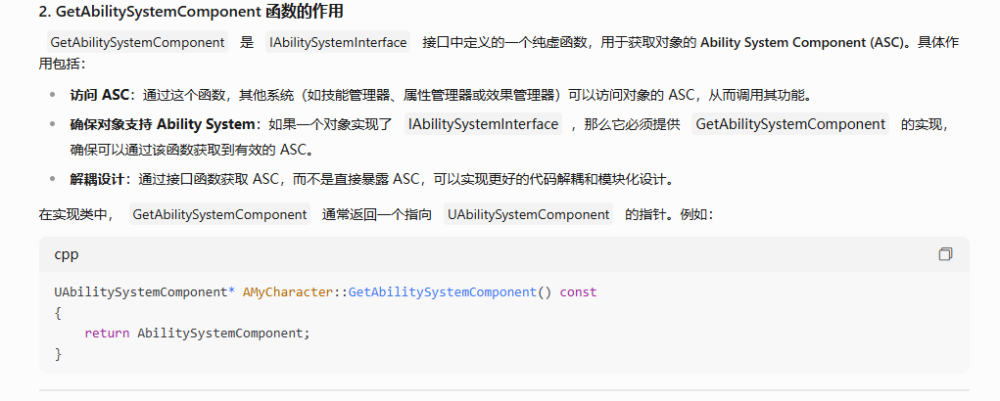 2. GetAbilitySystemComponent 函数的作用
GetAbilitySystemComponent 是 IAbilitySystemInterface 接口中定义的一个纯虚函数，用于获取对象的 Ability System Component (ASC)。具体作
用包括：
• 访问 ASC：通过这个函数，其他系统（如技能管理器、属性管理器或效果管理器）可以访问对象的 ASC，从而调用其功能。
• 确保对象支持 Ability System：如果一个对象实现了 IAbilitySystemInterface ，那么它必须提供 GetAbilitySystemComponent 的实现，
确保可以通过该函数获取到有效的 ASC。
• 解耦设计：通过接口函数获取 ASC，而不是直接暴露 ASC，可以实现更好的代码解耦和模块化设计。
在实现类中， GetAbilitySystemComponent 通常返回一个指向 UAbilitySystemComponent 的指针。例如：
cpp
UAbilitySystemComponent* AMyCharacter::GetAbilitySystemComponent() const
{
    return AbilitySystemComponent;
}